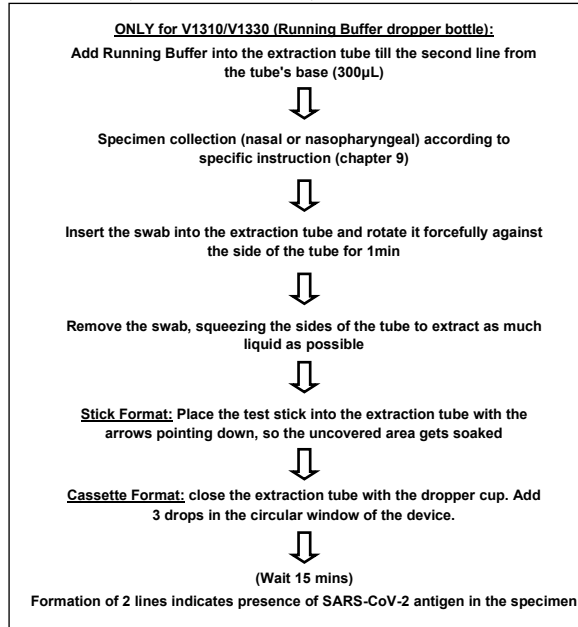 ONLY for V1310/V1330 (Running Buffer dropper bottle):
Add Running Buffer into the extraction tube till the second line from
the tube's base (300µL)
Specimen collection (nasal or nasopharyngeal) according to
specific instruction (chapter 9)
Insert the swab into the extraction tube and rotate it forcefully against
the side of the tube for 1min
Remove the swab, squeezing the sides of the tube to extract as much
liquid as possible
Stick Format: Place the test stick into the extraction tube with the
arrows pointing down, so the uncovered area gets soaked
Cassette Format: close the extraction tube with the dropper cup. Add
3 drops in the circular window of the device.
(Wait 15 mins)
Formation of 2 lines indicates presence of SARS-CoV-2 antigen in the specimen